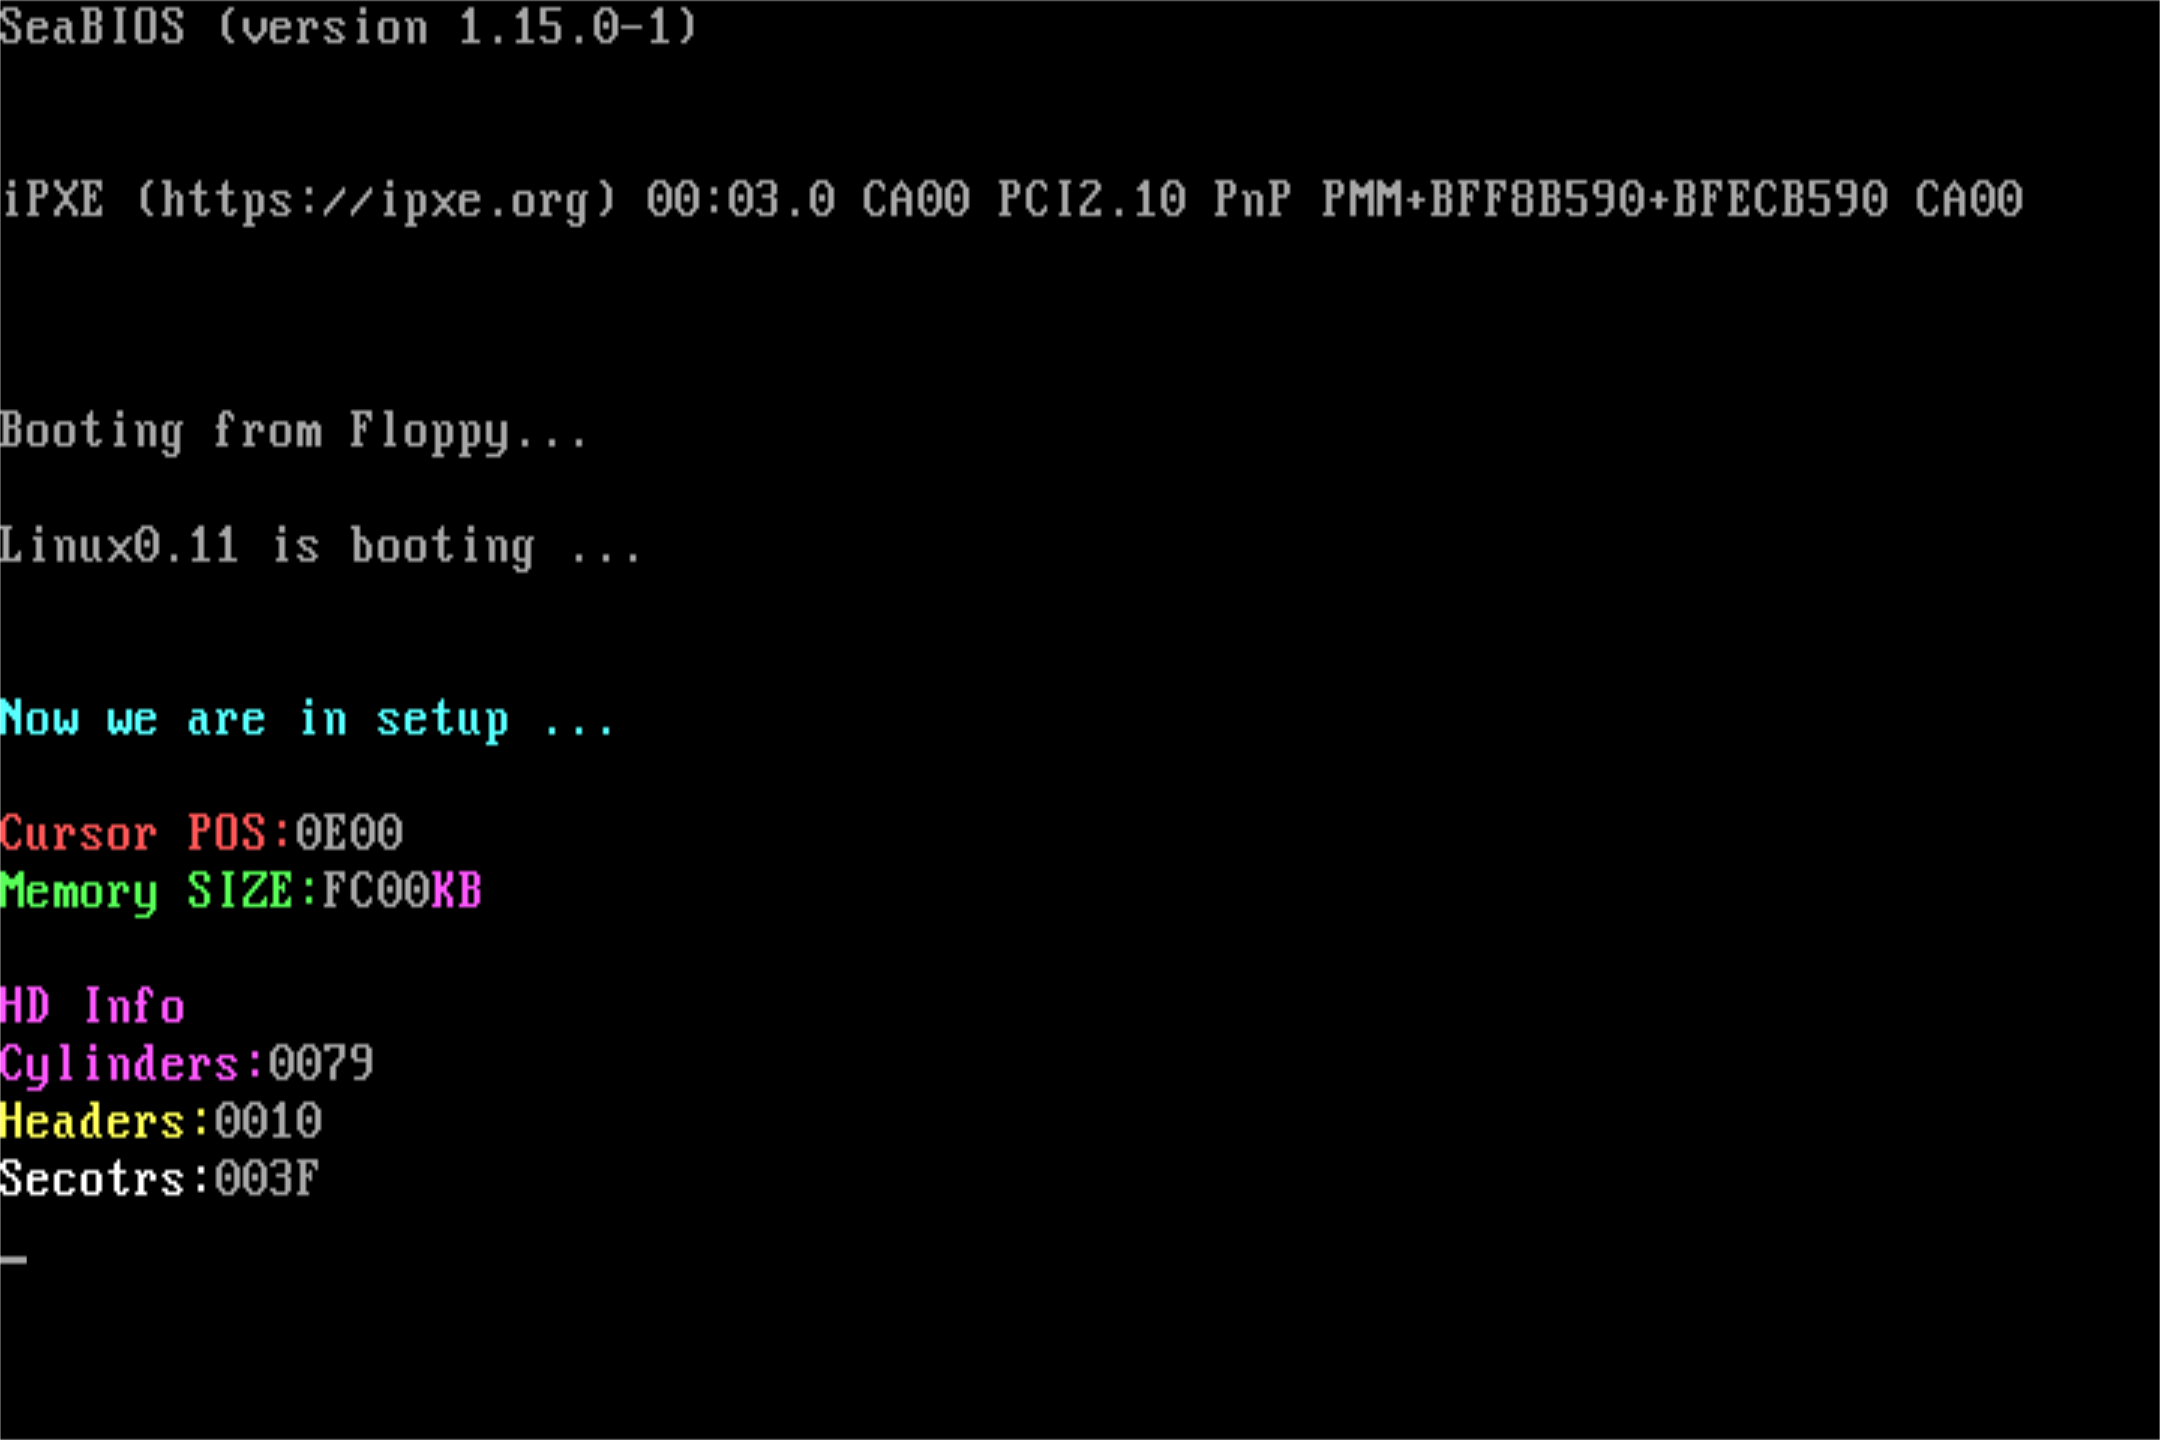 SeaBIOS (version 1.15.0-1)
iPXE (https://ipxe.org) 00:03.0 CA00 PCI2.10 PnP PMM+BFF8B590+BFECB590 CA00
Booting from Floppy...
Linux0.11 is booting ...
Now we are in setup ...
Cursor POS:0E00
Memory SIZE:FC00KB
HD Info
Cylinders:0079
Headers:0010
Secotrs:003F